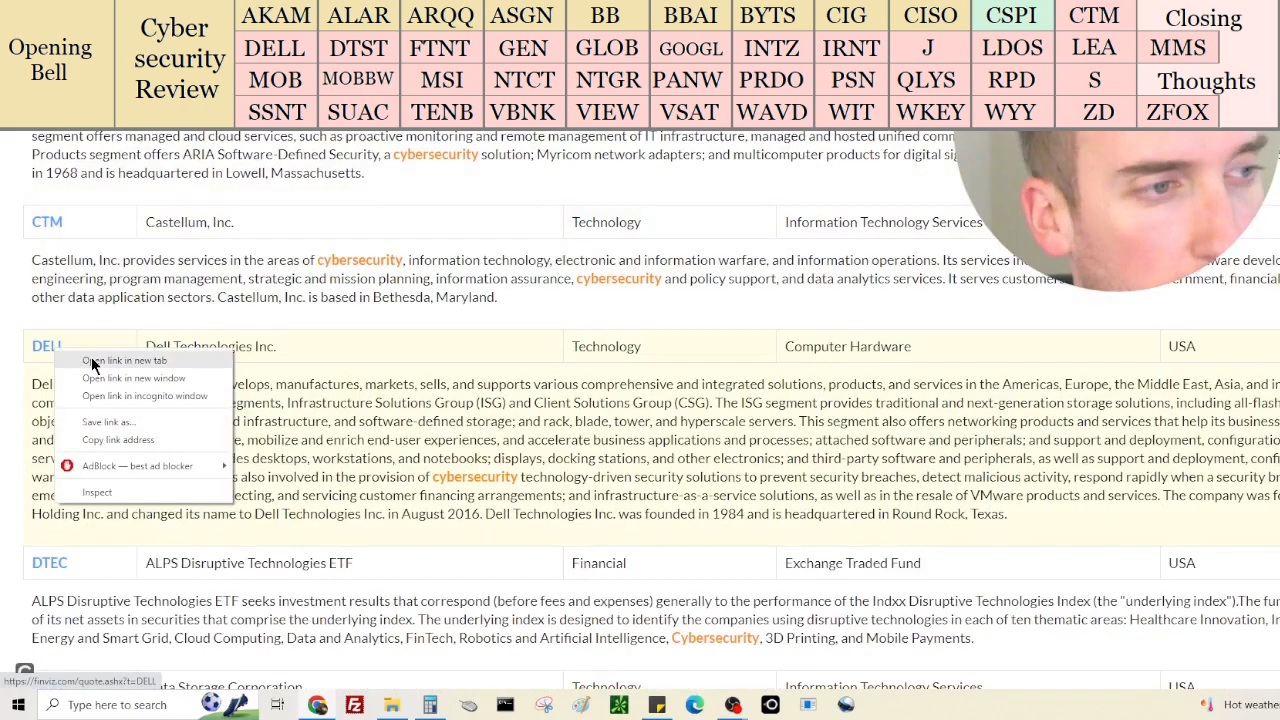 Opening
Bell
Cyber
security
Review
AKAM ALAR ARQQ ASGN BB BBAI BYTS CIG CISO CSPI CTM
DELL DTST FTNT GEN GLOB GOOGL INTZ IRNT J LDOS LEA MMS
MOB MOBBW MSI NTCT NTGR PANW PRDO PSN QLYS RPD S
SSNT SUAC TENB VBNK VIEW VSAT WAVD WIT WKEY WYY ZD ZFOX
Closing
Thoughts
segment offers managed and cloud services, such as proactive monitoring and remote management of IT infrastructure, managed and hosted unified
Products segment offers ARIA Software-Defined Security, a cybersecurity solution; Myricom network adapters; and multicomputer products for digital
in 1968 and is headquartered in Lowell, Massachusetts.
CTM Castellum, Inc. Technology Information Technology Services
Castellum, Inc. provides services in the areas of cybersecurity, information technology, electronic and information warfare, and information operations. Its services
engineering, program management, strategic and mission planning, information assurance, cybersecurity and policy support, and data analytics services. It serves
other data application sectors. Castellum, Inc. is based in Bethesda, Maryland.
DELL Dell Technologies Inc. Technology Computer Hardware USA
Open link in new tab
Open link in new window
Open link in incognito window
Save link as...
Copy link address
AdBlock — best ad blocker
Inspect
Dell velops, manufactures, markets, sells, and supports various comprehensive and integrated solutions, products, and services in the Americas, Europe, the Middle East, Asia, and
egments, Infrastructure Solutions Group (ISG) and Client Solutions Group (CSG). The ISG segment provides traditional and next-generation storage solutions, including all-flash
obj d infrastructure, and software-defined storage; and rack, blade, tower, and hyperscale servers. This segment also offers networking products and services that help its business
, mobilize and enrich end-user experiences, and accelerate business applications and processes; attached software and peripherals; and support and deployment, configuration
des desktops, workstations, and notebooks; displays, docking stations, and other electronics; and third-party software and peripherals, as well as support and deployment,
war s also involved in the provision of cybersecurity technology-driven security solutions to prevent security breaches, detect malicious activity, respond rapidly when a security
eme ecting, and servicing customer financing arrangements; and infrastructure-as-a-service solutions, as well as in the resale of VMware products and services. The company was
Holding Inc. and changed its name to Dell Technologies Inc. in August 2016. Dell Technologies Inc. was founded in 1984 and is headquartered in Round Rock, Texas.
DTEC ALPS Disruptive Technologies ETF Financial Exchange Traded Fund USA
ALPS Disruptive Technologies ETF seeks investment results that correspond (before fees and expenses) generally to the performance of the Indxx Disruptive Technologies Index (the "underlying index").The
of its net assets in securities that comprise the underlying index. The underlying index is designed to identify the companies using disruptive technologies in each of ten thematic areas: Healthcare Innovation,
Energy and Smart Grid, Cloud Computing, Data and Analytics, FinTech, Robotics and Artificial Intelligence, Cybersecurity, 3D Printing, and Mobile Payments.
https://finviz.com/quote.ashx?t=DELL
Data Storage Corporation Technology Information Technology Services USA
Type here to search
Hot weather